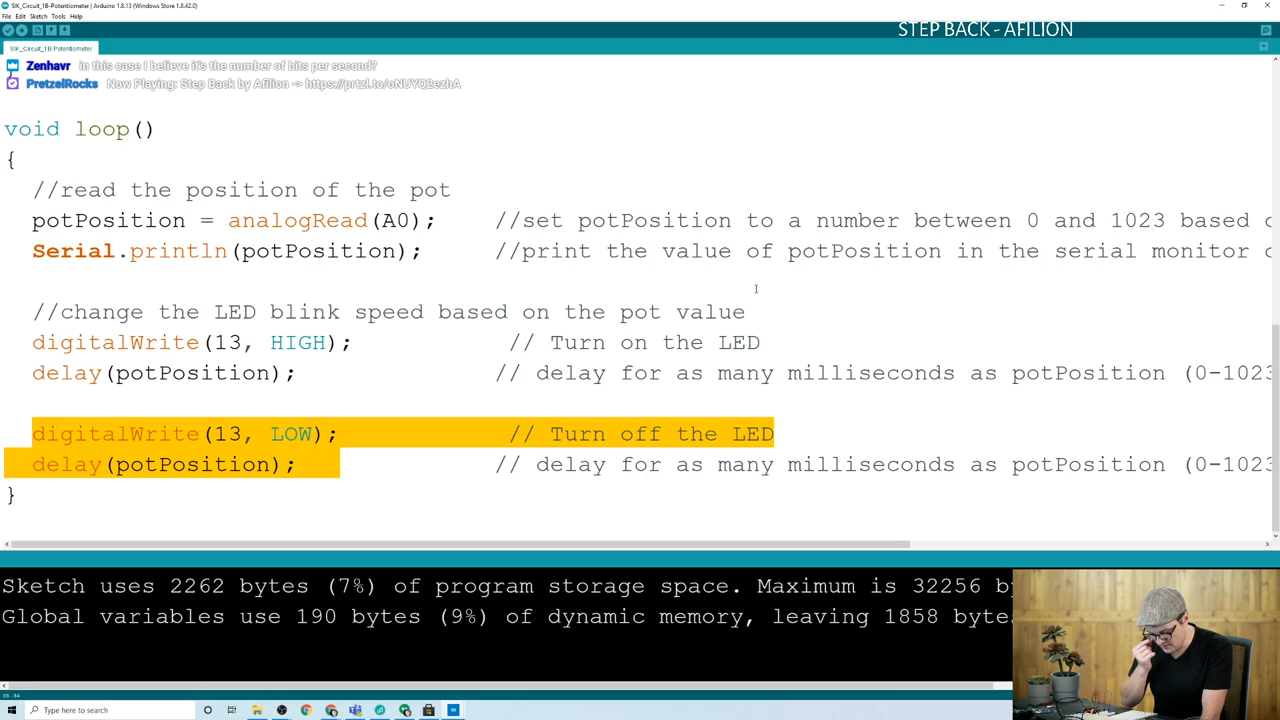 SIK_Circuit_1B-Potentiometer | Arduino 1.8.13 (Windows Store 1.8.42.0)
File Edit Sketch Tools Help
STEP BACK - AFILION
SIK_Circuit_1B-Potentiometer
Zenhavr in this case I believe it's the number of bits per second?
PretzelRocks Now Playing: Step Back by Afilion -> https://prtzl.to/oNUYQ2ezhA
void loop()
{
//read the position of the pot
potPosition = analogRead(A0); //set potPosition to a number between 0 and 1023 based
Serial.println(potPosition); //print the value of potPosition in the serial monitor
//change the LED blink speed based on the pot value
digitalWrite(13, HIGH); // Turn on the LED
delay(potPosition); // delay for as many milliseconds as potPosition (0-1023
digitalWrite(13, LOW); // Turn off the LED
delay(potPosition); // delay for as many milliseconds as potPosition (0-1023
}
Sketch uses 2262 bytes (7%) of program storage space. Maximum is 32256
Global variables use 190 bytes (9%) of dynamic memory, leaving 1858 byte
33 - 34
Type here to search